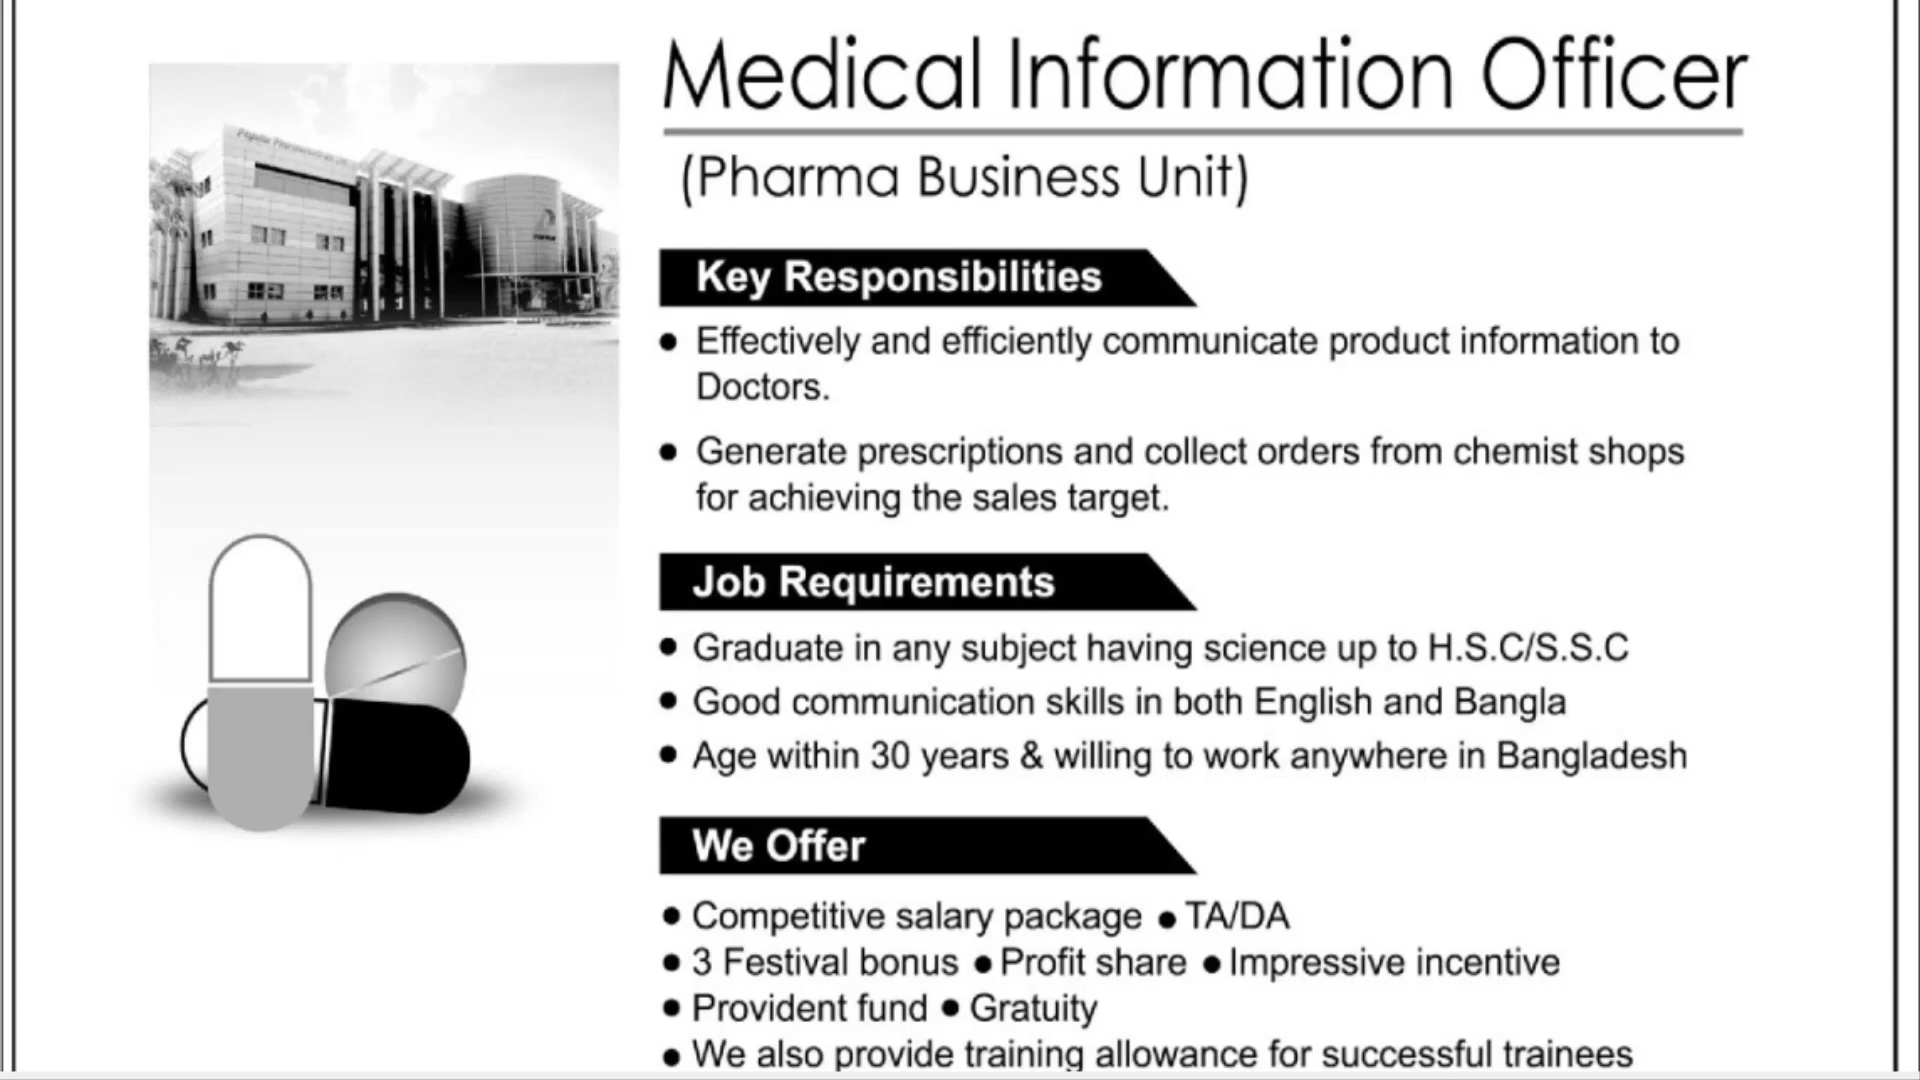 Medical Information Officer
(Pharma Business Unit)
Key Responsibilities
● Effectively and efficiently communicate product information to
Doctors.
● Generate prescriptions and collect orders from chemist shops
for achieving the sales target.
Job Requirements
● Graduate in any subject having science up to H.S.C/S.S.C
● Good communication skills in both English and Bangla
● Age within 30 years & willing to work anywhere in Bangladesh
We Offer
● Competitive salary package ● TA/DA
● 3 Festival bonus ● Profit share ● Impressive incentive
● Provident fund ● Gratuity
● We also provide training allowance for successful trainees